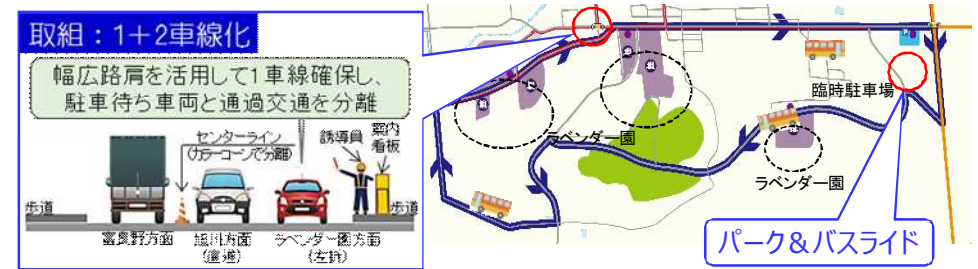 取組：1+2車線化
幅広路肩を活用して1車線確保し、
駐車待ち車両と通過交通を分離
センターライン
(カラーコーンで分離)
誘導員
案内
看板
歩道
歩道
富良野方面
旭川方面
(直進)
ラベンダー園方面
(左折)
ラベンダー園
ラベンダー園
臨時駐車場
パーク＆バスライド